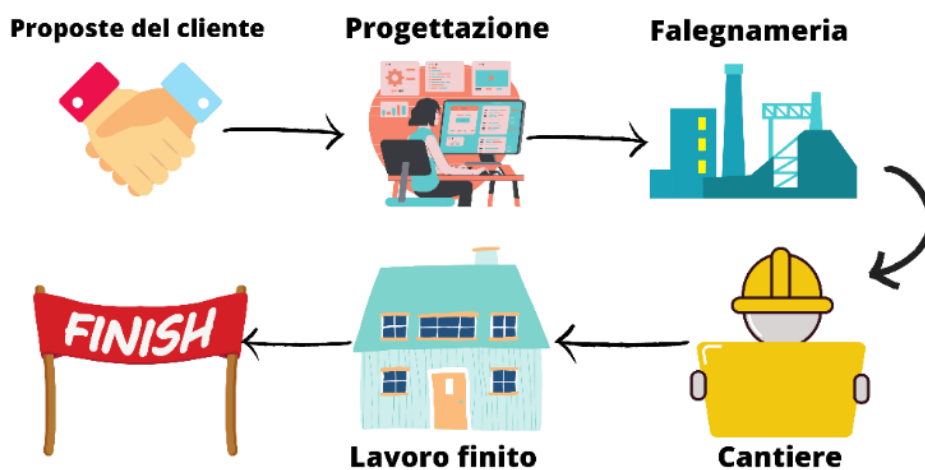 Proposte del cliente
Progettazione
Falegnameria
FINISH
Lavoro finito
Cantiere